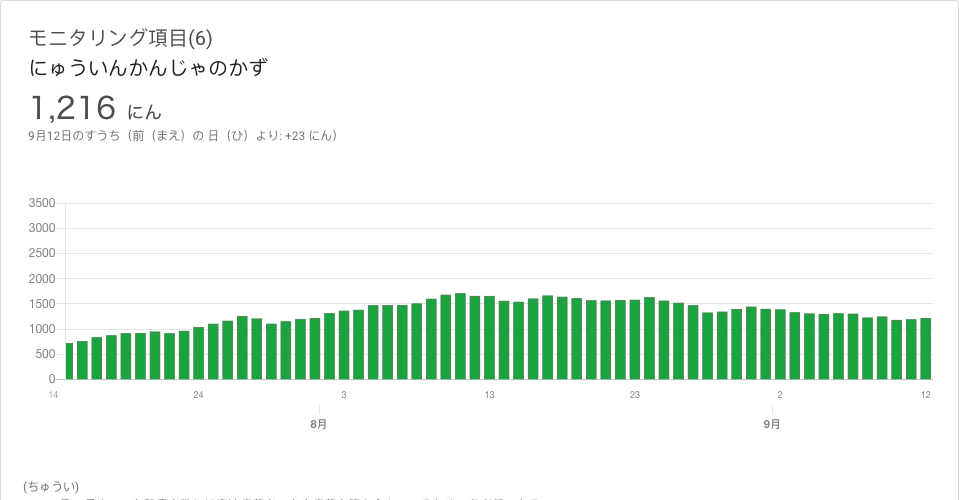 モニタリング項目(6)
にゅういんかんじゃのかず
1,216 にん
9月12日のすうち（前（まえ）の 日（ひ）より: +23 にん）
3500
3000
2500
2000
1500
1000
500
0
14 24 3 13 23 2 12
8月 9月
(ちゅうい)